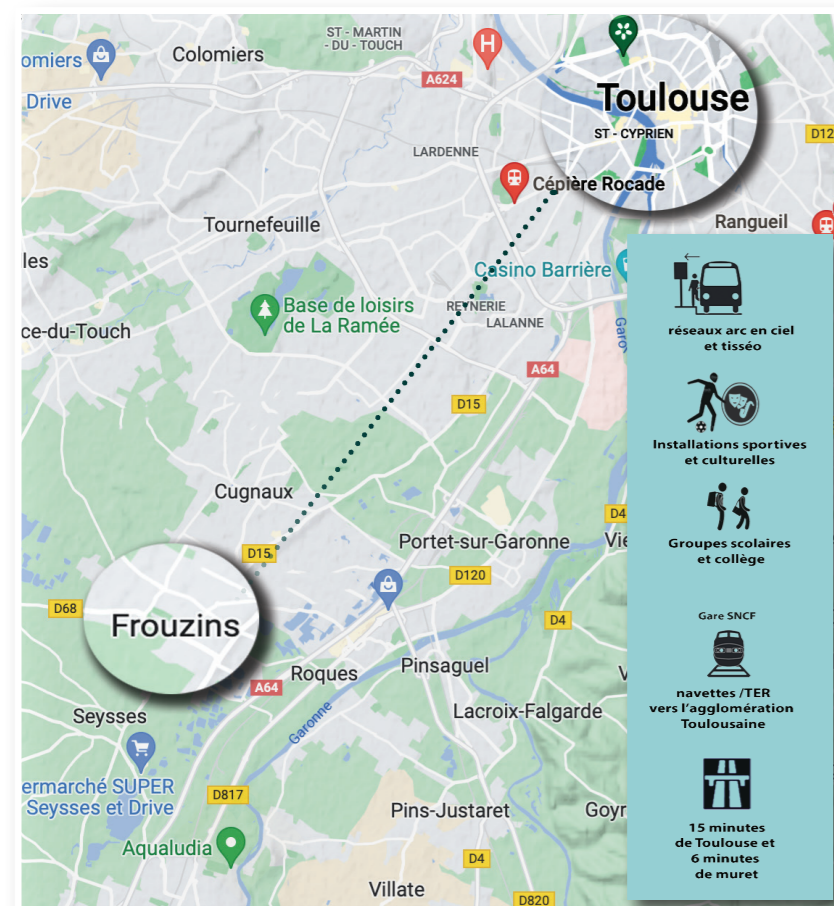 ST - MARTIN
- DU - TOUCH
Colomiers
omiers
Drive
H
A624
Toulouse
ST - CYPRIEN
D12
LARDENNE
Cépière Rocade
Tournefeuille
Rangueil
lles
Casino Barrière
Base de loisirs
de La Ramée
REYNERIE
LALANNE
ce-du-Touch
Garo
A64
D15
Cugnaux
D4
Portet-sur-Garonne
Vie
D15
D120
D68
Frouzins
D4
Roques
Pinsaguel
V
A64
Seysses
Garonne
Lacroix-Falgarde
ermarché SUPER
Seysses et Drive
D817
Pins-Justaret
Goyr
Aqualudia
D4
Villate
D820
réseaux arc en ciel
et tisséo
Installations sportives
et culturelles
Groupes scolaires
et collège
Gare SNCF
navettes /TER
vers l'agglomération
Toulousaine
15 minutes
de Toulouse et
6 minutes
de muret